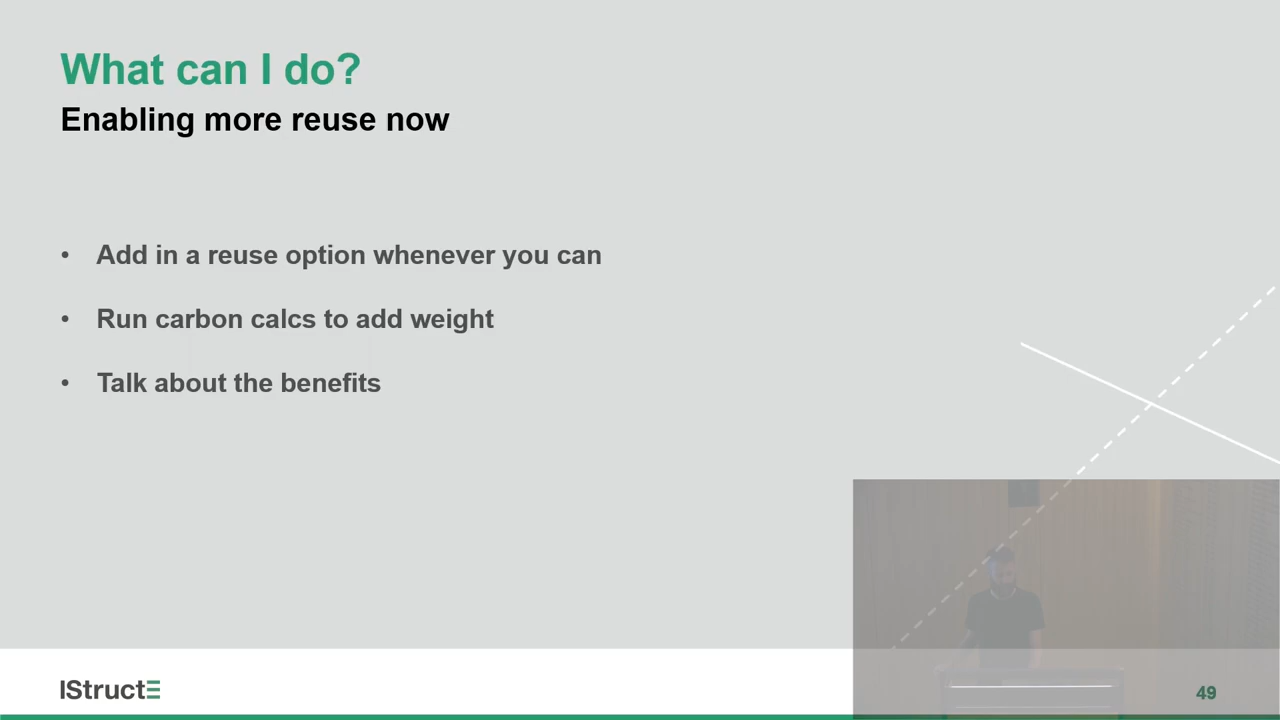 What can I do?
Enabling more reuse now
• Add in a reuse option whenever you can
• Run carbon calcs to add weight
• Talk about the benefits
IStructE
49